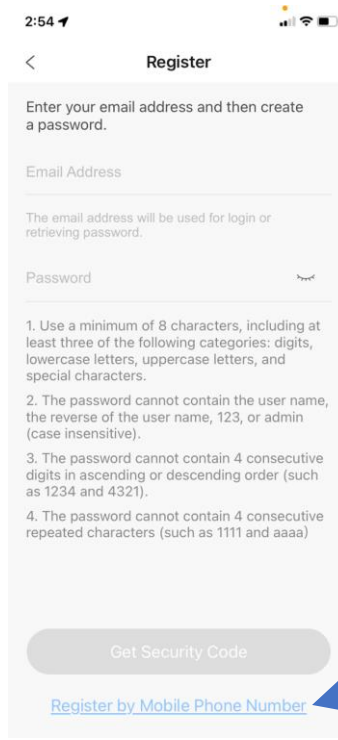 2:54
Register
Enter your email address and then create
a password.
Email Address
The email address will be used for login or
retrieving password.
Password
1. Use a minimum of 8 characters, including at
least three of the following categories: digits,
lowercase letters, uppercase letters, and
special characters.
2. The password cannot contain the user name,
the reverse of the user name, 123, or admin
(case insensitive).
3. The password cannot contain 4 consecutive
digits in ascending or descending order (such
as 1234 and 4321).
4. The password cannot contain 4 consecutive
repeated characters (such as 1111 and aaaa)
Get Security Code
Register by Mobile Phone Number